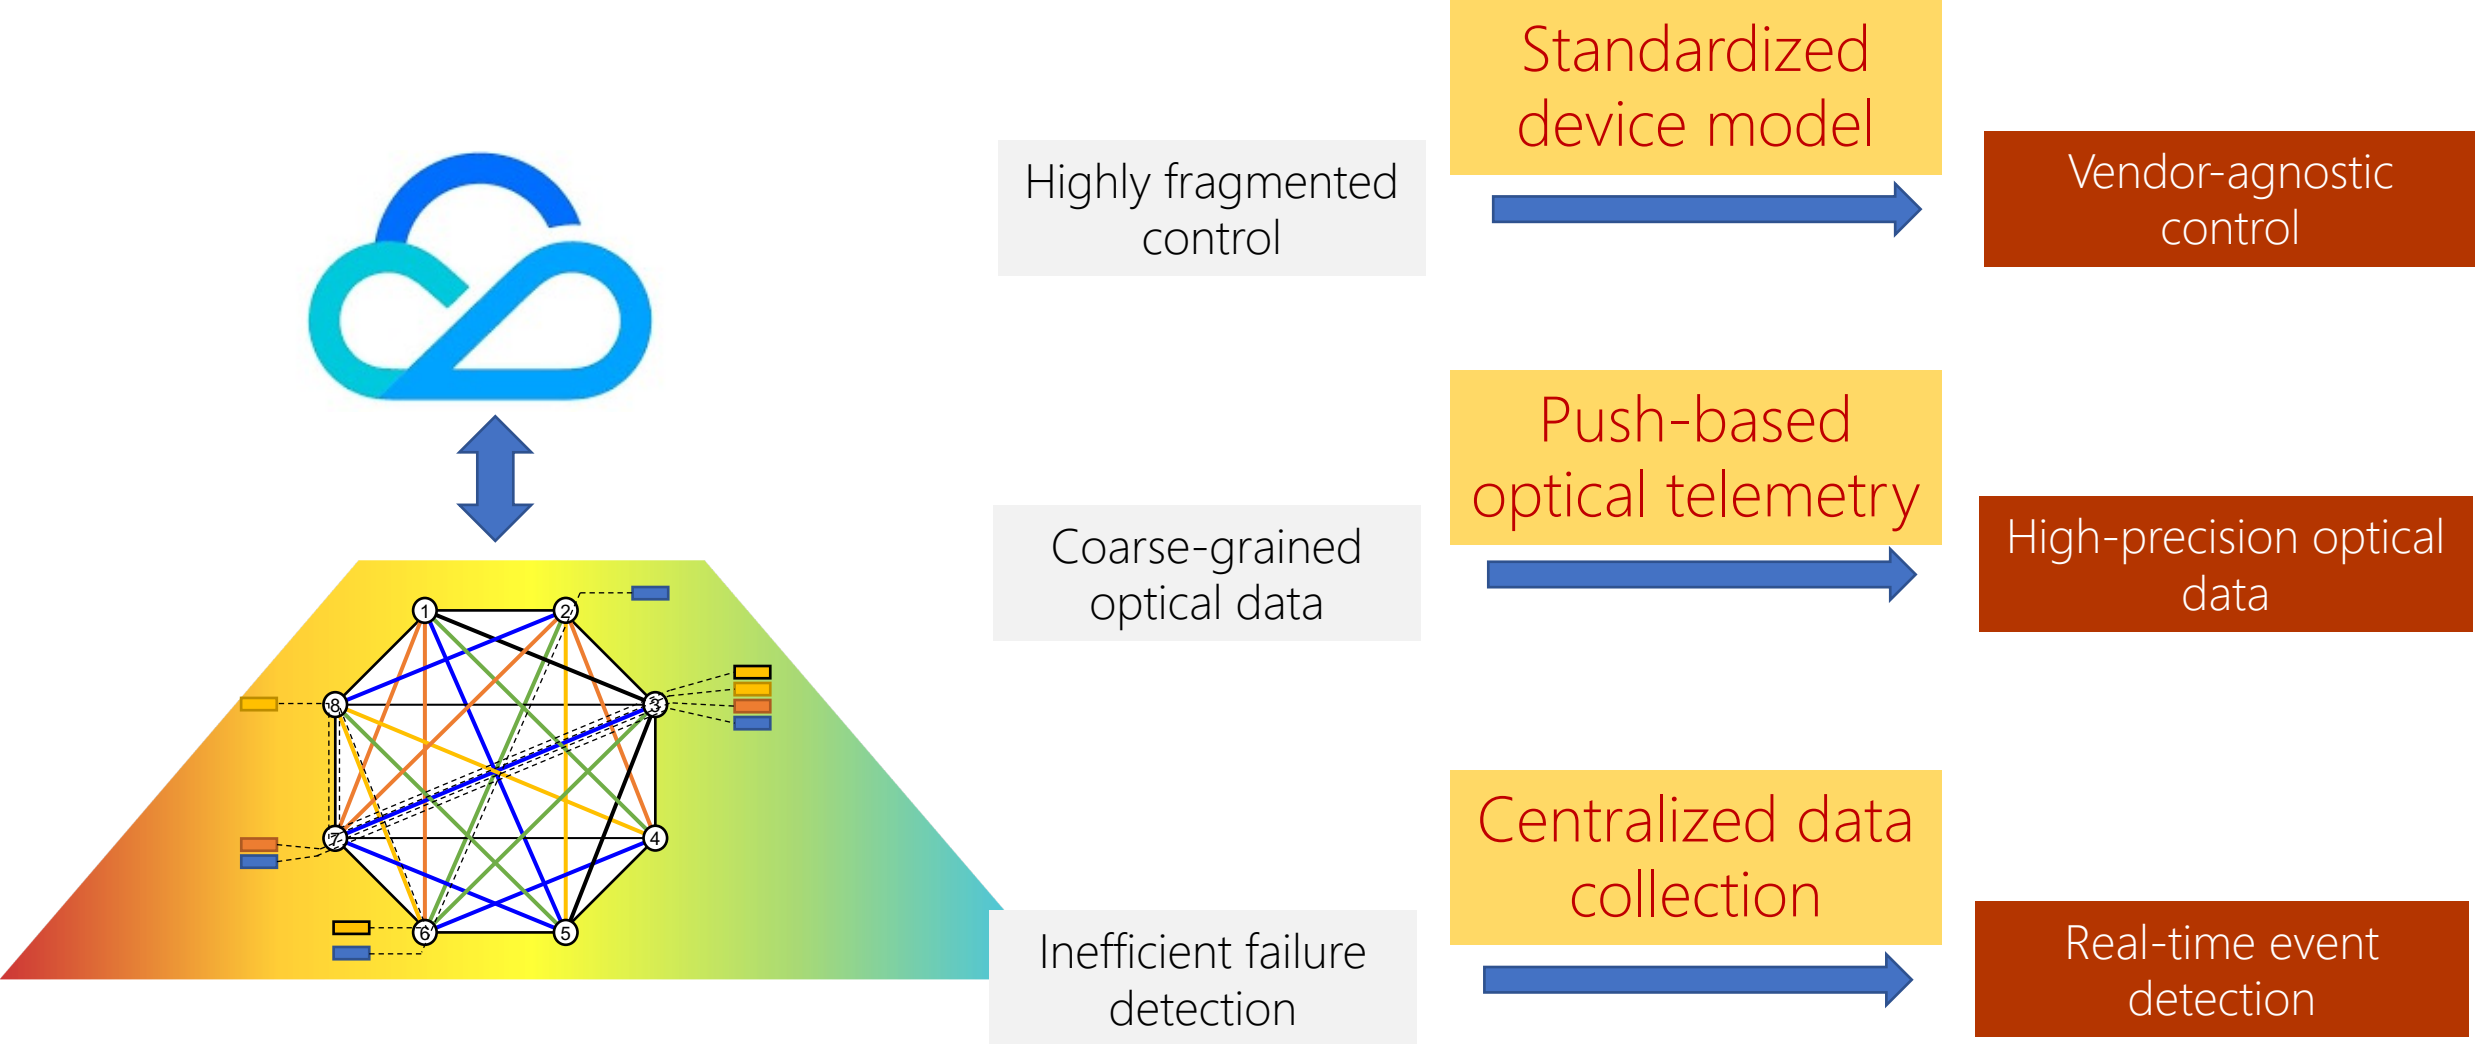 Standardized
device model
Highly fragmented
control
Vendor-agnostic
control
Push-based
optical telemetry
Coarse-grained
optical data
High-precision optical
data
Centralized data
collection
Inefficient failure
detection
Real-time event
detection
1
2
8
3
7
4
6
5